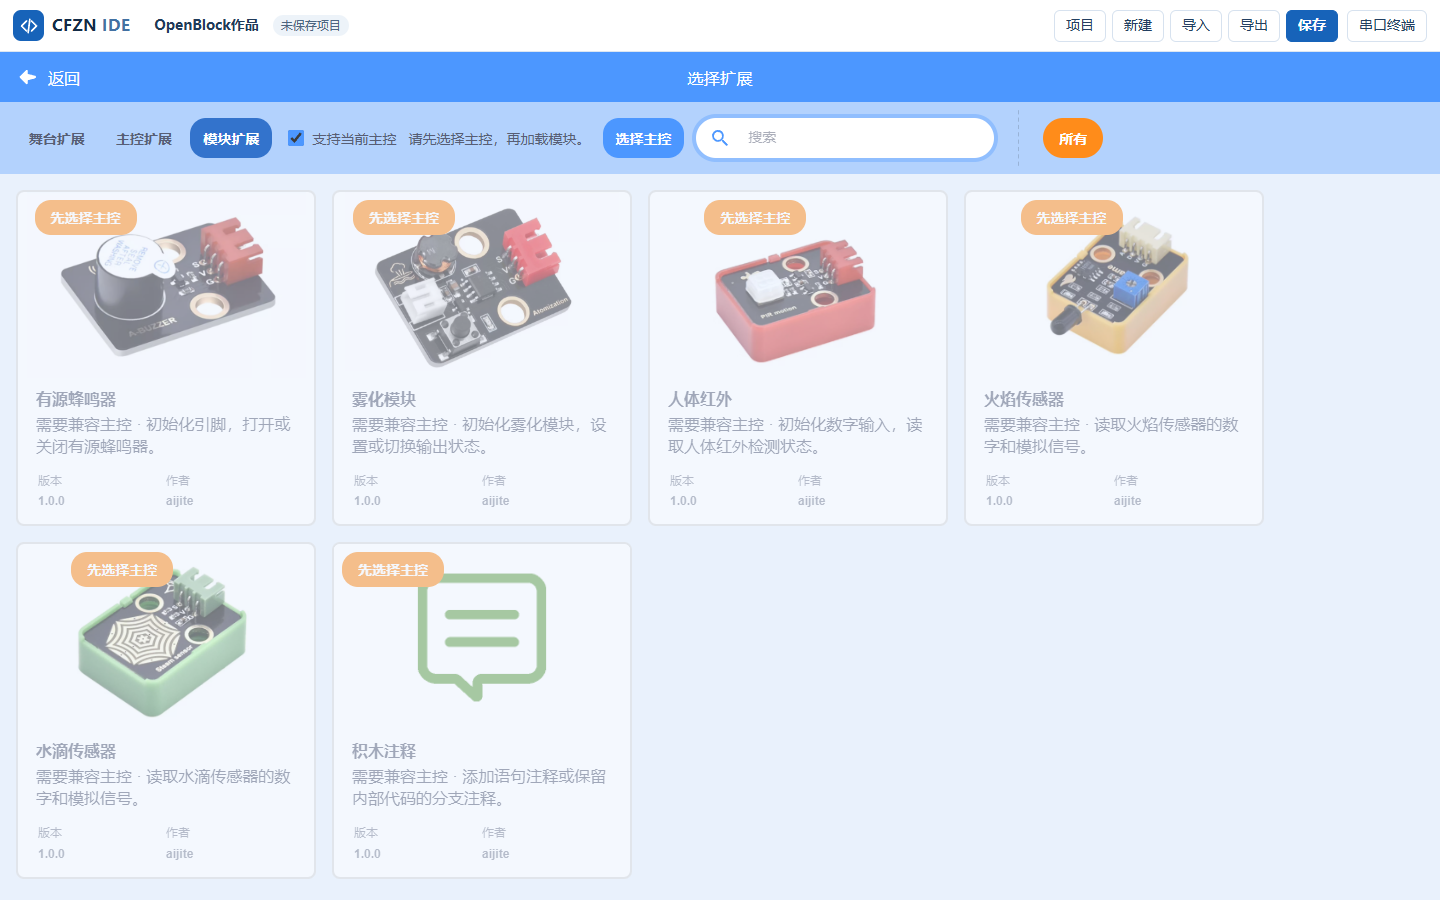 CFZN IDE
OpenBlock作品
未保存项目
项目
新建
导入
导出
保存
串口终端
返回
选择扩展
舞台扩展
主控扩展
模块扩展
支持当前主控
请先选择主控，再加载模块。
选择主控
搜索
所有
先选择主控
A-BUZZER
有源蜂鸣器
需要兼容主控 · 初始化引脚，打开或
关闭有源蜂鸣器。
版本
作者
1.0.0
aijite
先选择主控
Atomization
雾化模块
需要兼容主控 · 初始化雾化模块，设
置或切换输出状态。
版本
作者
1.0.0
aijite
先选择主控
PIR motion
人体红外
需要兼容主控 · 初始化数字输入，读
取人体红外检测状态。
版本
作者
1.0.0
aijite
先选择主控
火焰传感器
需要兼容主控 · 读取火焰传感器的数
字和模拟信号。
版本
作者
1.0.0
aijite
先选择主控
Steam sensor
水滴传感器
需要兼容主控 · 读取水滴传感器的数
字和模拟信号。
版本
作者
1.0.0
aijite
先选择主控
积木注释
需要兼容主控 · 添加语句注释或保留
内部代码的分支注释。
版本
作者
1.0.0
aijite